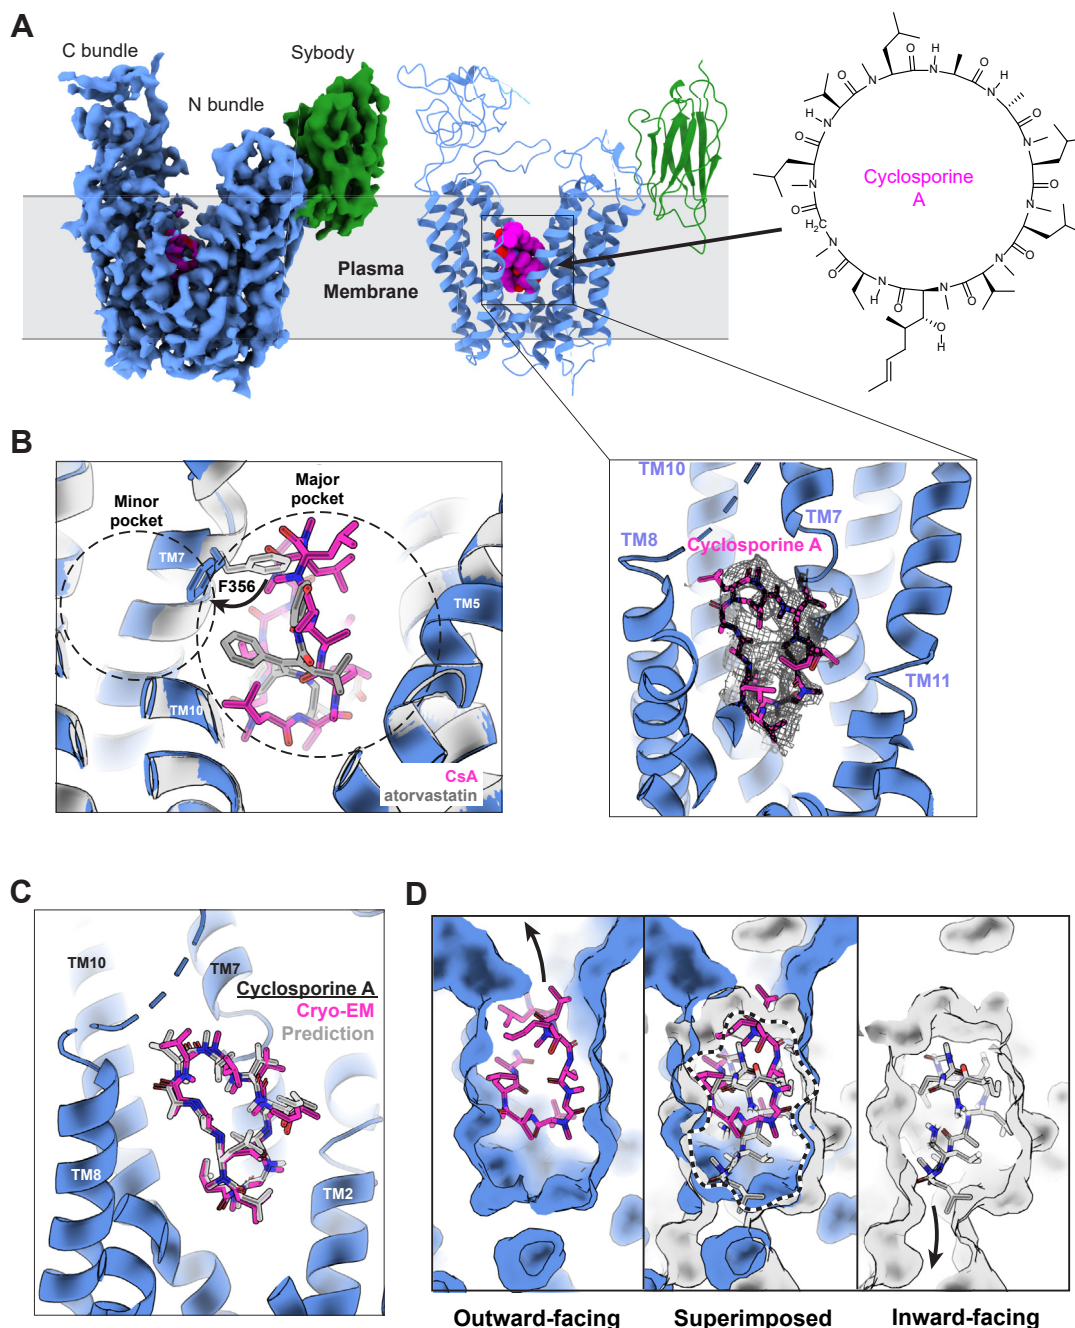 A
C bundle
Sybody
N bundle
Plasma
Membrane
Cyclosporine
A
B
Minor
pocket
Major
pocket
TM7
F356
TM5
TM10
CsA
atorvastatin
TM10
TM7
TM8
Cyclosporine A
TM11
C
TM10
TM7
Cyclosporine A
Cryo-EM
Prediction
TM8
TM2
D
Outward-facing
Superimposed
Inward-facing